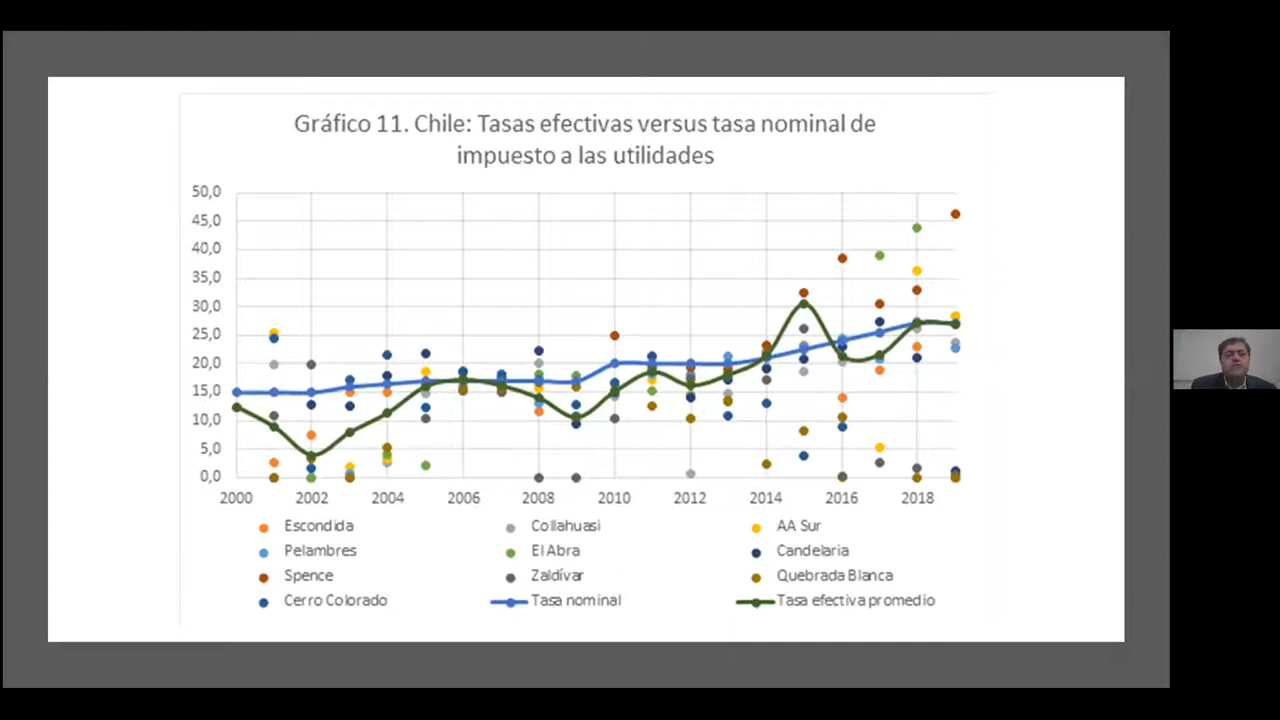 Gráfico 11. Chile: Tasas efectivas versus tasa nominal de
impuesto a las utilidades
50,0
45,0
40,0
35,0
30,0
25,0
20,0
15,0
10,0
5,0
0,0
2000 2002 2004 2006 2008 2010 2012 2014 2016 2018
Escondida Collahuasi AA Sur
Pelambres El Abra Candelaria
Spence Zaldívar Quebrada Blanca
Cerro Colorado Tasa nominal Tasa efectiva promedio